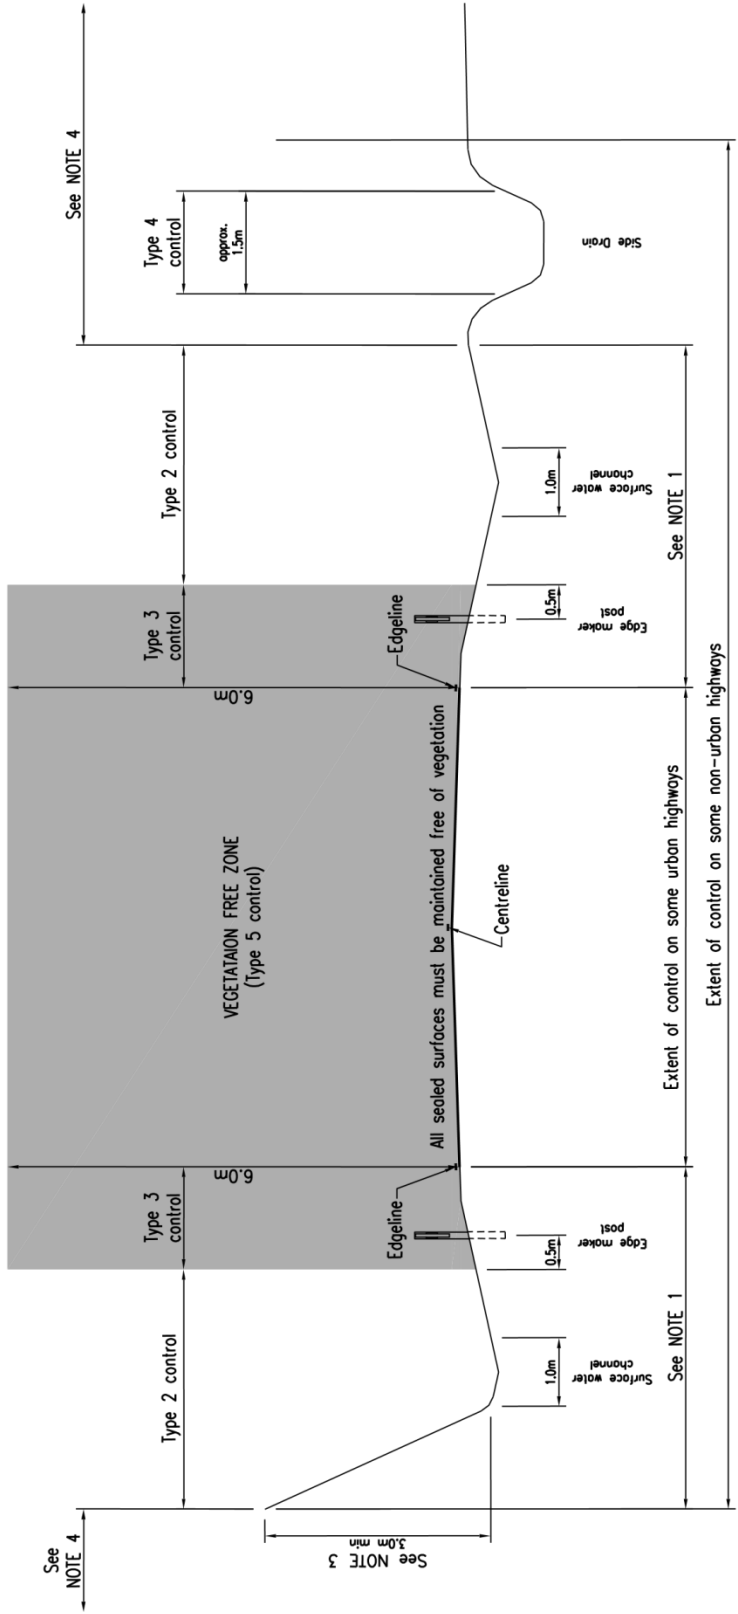 See
NOTE 4
See NOTE 4
Type 4
control
approx.
1.5m
Type 2 control
Type 3
control
VEGETATAION FREE ZONE
(Type 5 control)
Type 3
control
Type 2 control
6.0m
6.0m
Edgeline
Edgeline
All sealed surfaces must be maintained free of vegetation
Centreline
See NOTE 3
3.0m min
1.0m
Surface water
channel
0.5m
Edge maker
post
0.5m
Edge maker
post
1.0m
Surface water
channel
Side Drain
See NOTE 1
Extent of control on some urban highways
See NOTE 1
Extent of control on some non-urban highways